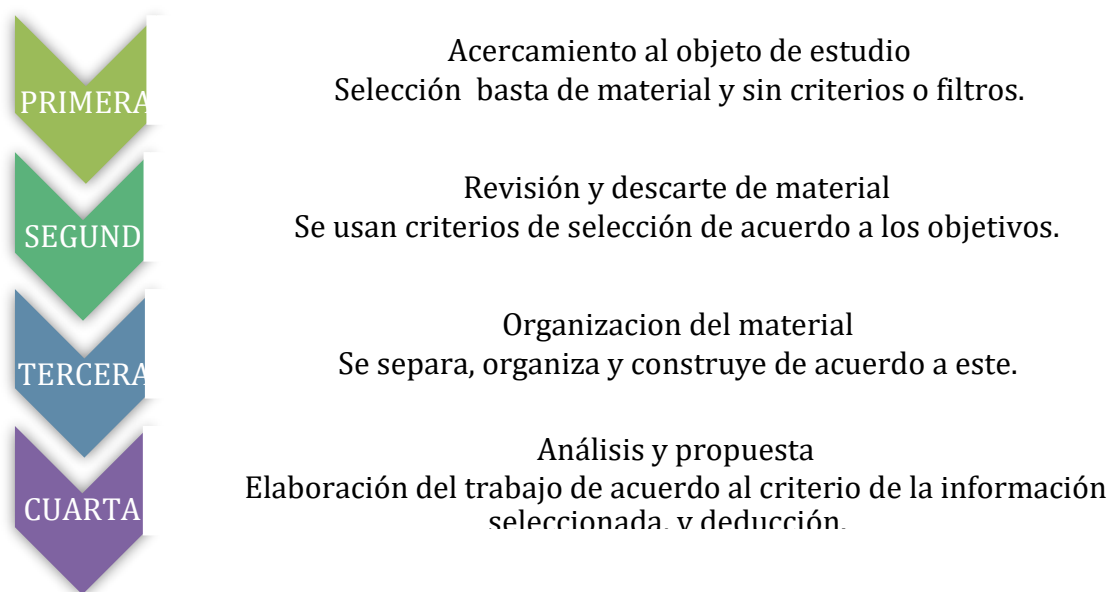 PRIMERA
Acercamiento al objeto de estudio
Selección basta de material y sin criterios o filtros.
SEGUND
Revisión y descarte de material
Se usan criterios de selección de acuerdo a los objetivos.
TERCERA
Organizacion del material
Se separa, organiza y construye de acuerdo a este.
CUARTA
Análisis y propuesta
Elaboración del trabajo de acuerdo al criterio de la información
seleccionada, y deducción.